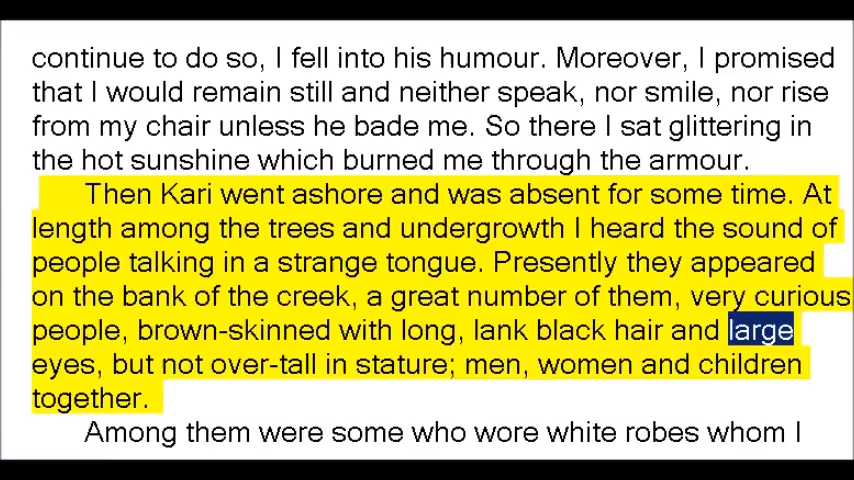 continue to do so, I fell into his humour. Moreover, I promised
that I would remain still and neither speak, nor smile, nor rise
from my chair unless he bade me. So there I sat glittering in
the hot sunshine which burned me through the armour.
Then Kari went ashore and was absent for some time. At
length among the trees and undergrowth I heard the sound of
people talking in a strange tongue. Presently they appeared
on the bank of the creek, a great number of them, very curious
people, brown-skinned with long, lank black hair and large
eyes, but not over-tall in stature; men, women and children
together.
Among them were some who wore white robes whom I